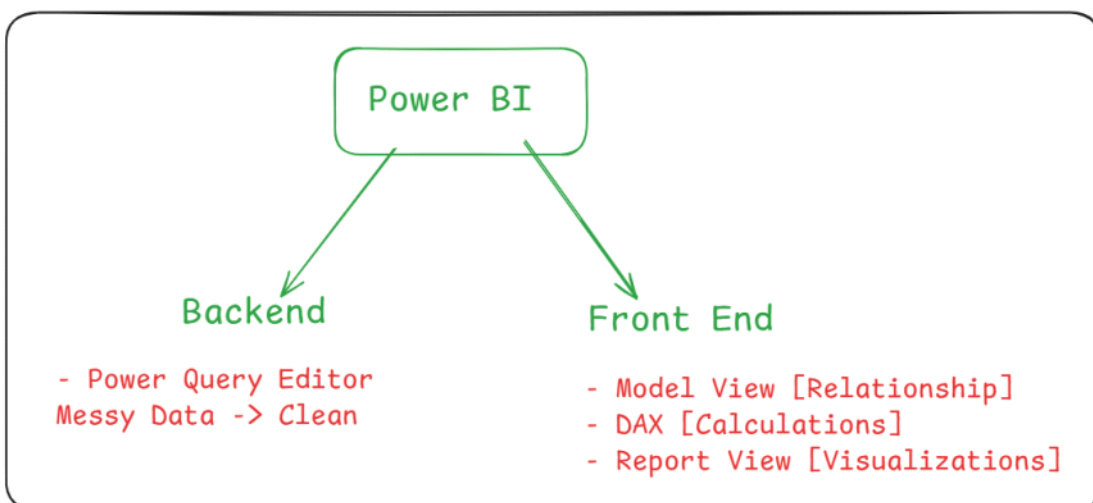 Power BI
Backend
- Power Query Editor
Messy Data -> Clean
Front End
- Model View [Relationship]
- DAX [Calculations]
- Report View [Visualizations]